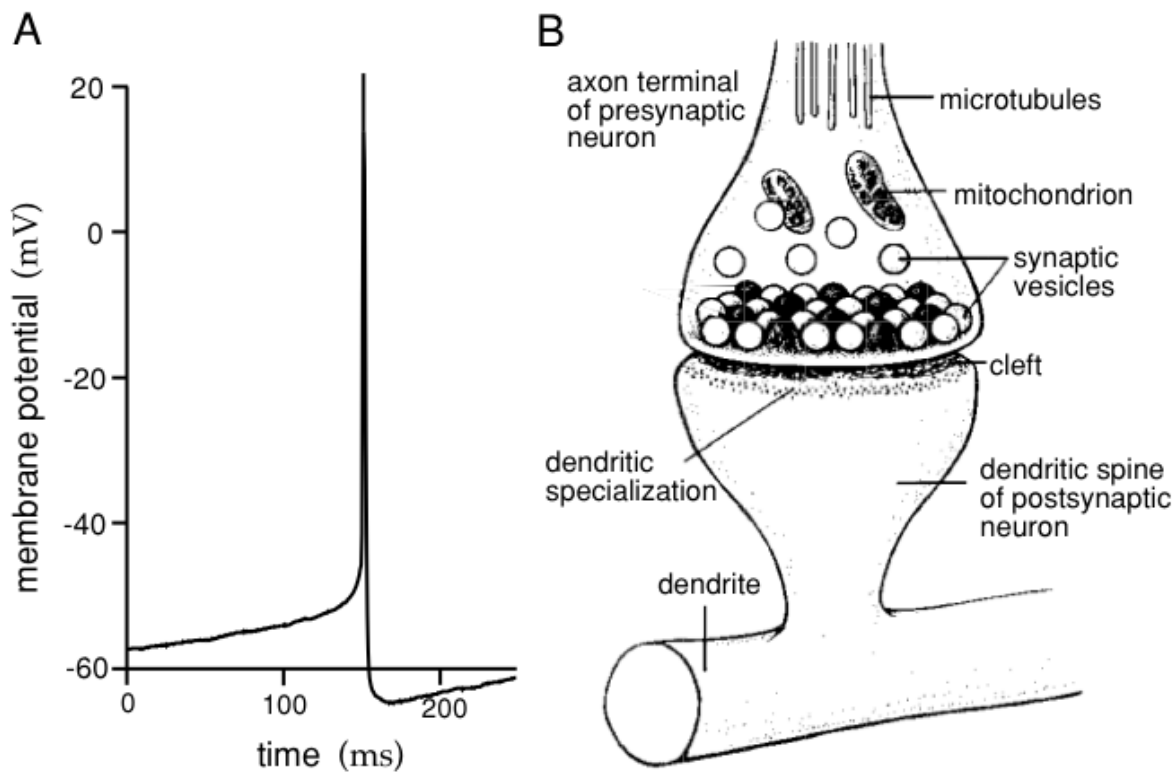 A
membrane potential (mV)
20
0
-20
-40
-60
0
100
200
time (ms)
B
axon terminal
of presynaptic
neuron
microtubules
mitochondrion
synaptic
vesicles
cleft
dendritic
specialization
dendritic spine
of postsynaptic
neuron
dendrite